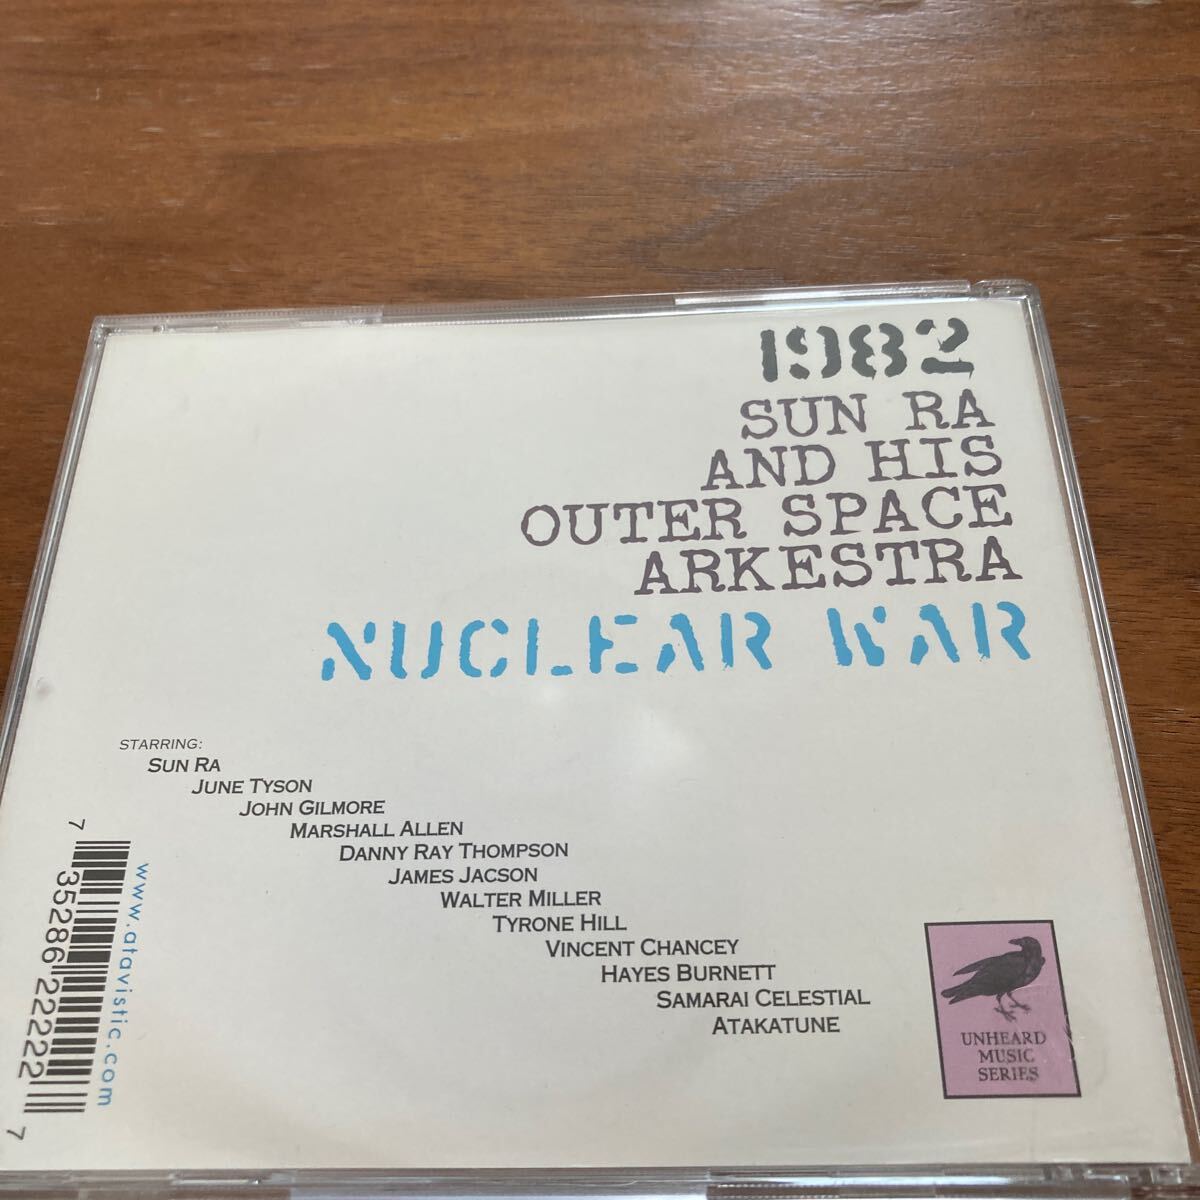 1982
SUN RA
AND HIS
OUTER SPACE
ARKESTRA
NUCLEAR WAR
STARRING:
SUN RA
JUNE TYSON
JOHN GILMORE
MARSHALL ALLEN
DANNY RAY THOMPSON
JAMES JACSON
WALTER MILLER
TYRONE HILL
VINCENT CHANCEY
HAYES BURNETT
SAMARAI CELESTIAL
ATAKATUNE
7 35286 22222 7
www.atavistic.com
UNHEARD
MUSIC
SERIES